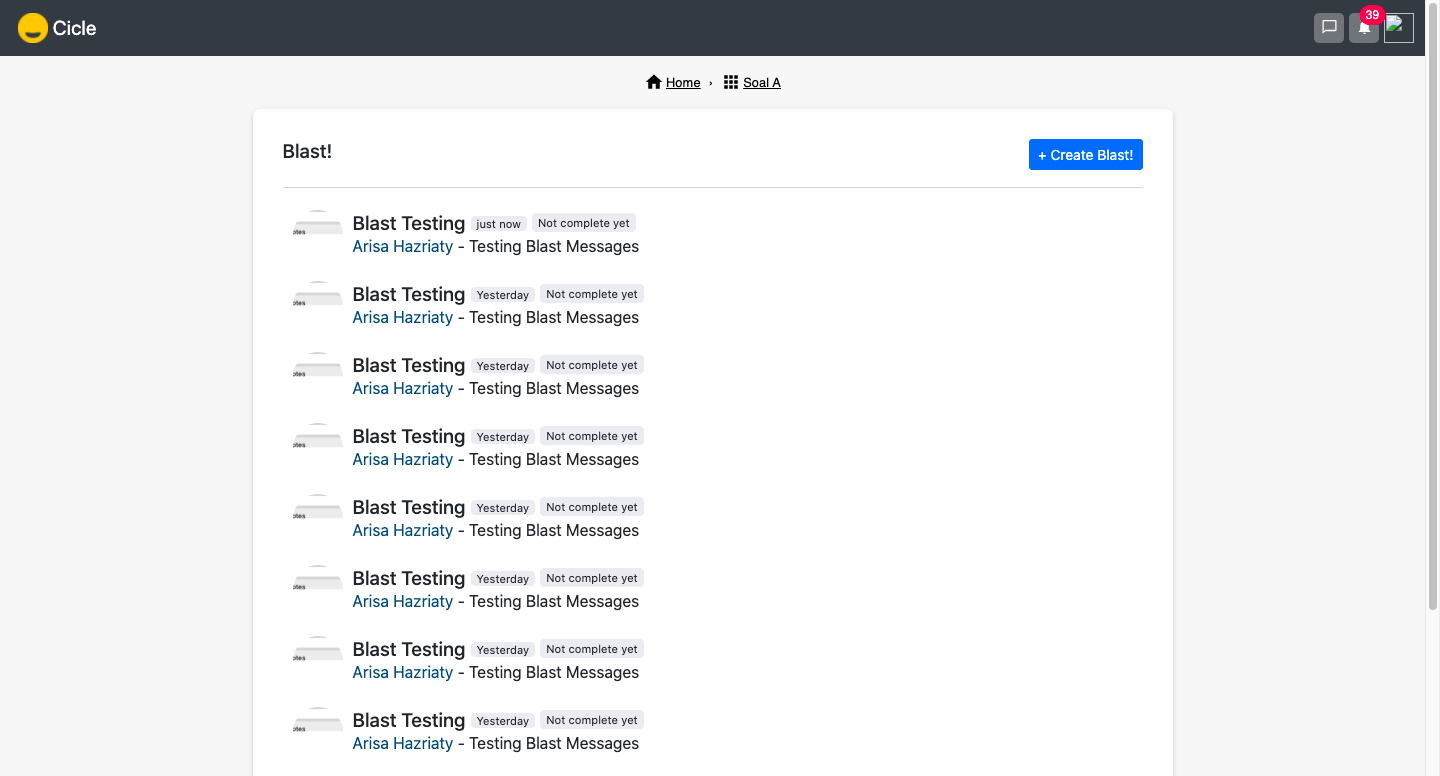 Cicle
39
Home › Soal A
Blast!
+ Create Blast!
Blast Testing just now Not complete yet
Arisa Hazriaty - Testing Blast Messages
Blast Testing Yesterday Not complete yet
Arisa Hazriaty - Testing Blast Messages
Blast Testing Yesterday Not complete yet
Arisa Hazriaty - Testing Blast Messages
Blast Testing Yesterday Not complete yet
Arisa Hazriaty - Testing Blast Messages
Blast Testing Yesterday Not complete yet
Arisa Hazriaty - Testing Blast Messages
Blast Testing Yesterday Not complete yet
Arisa Hazriaty - Testing Blast Messages
Blast Testing Yesterday Not complete yet
Arisa Hazriaty - Testing Blast Messages
Blast Testing Yesterday Not complete yet
Arisa Hazriaty - Testing Blast Messages